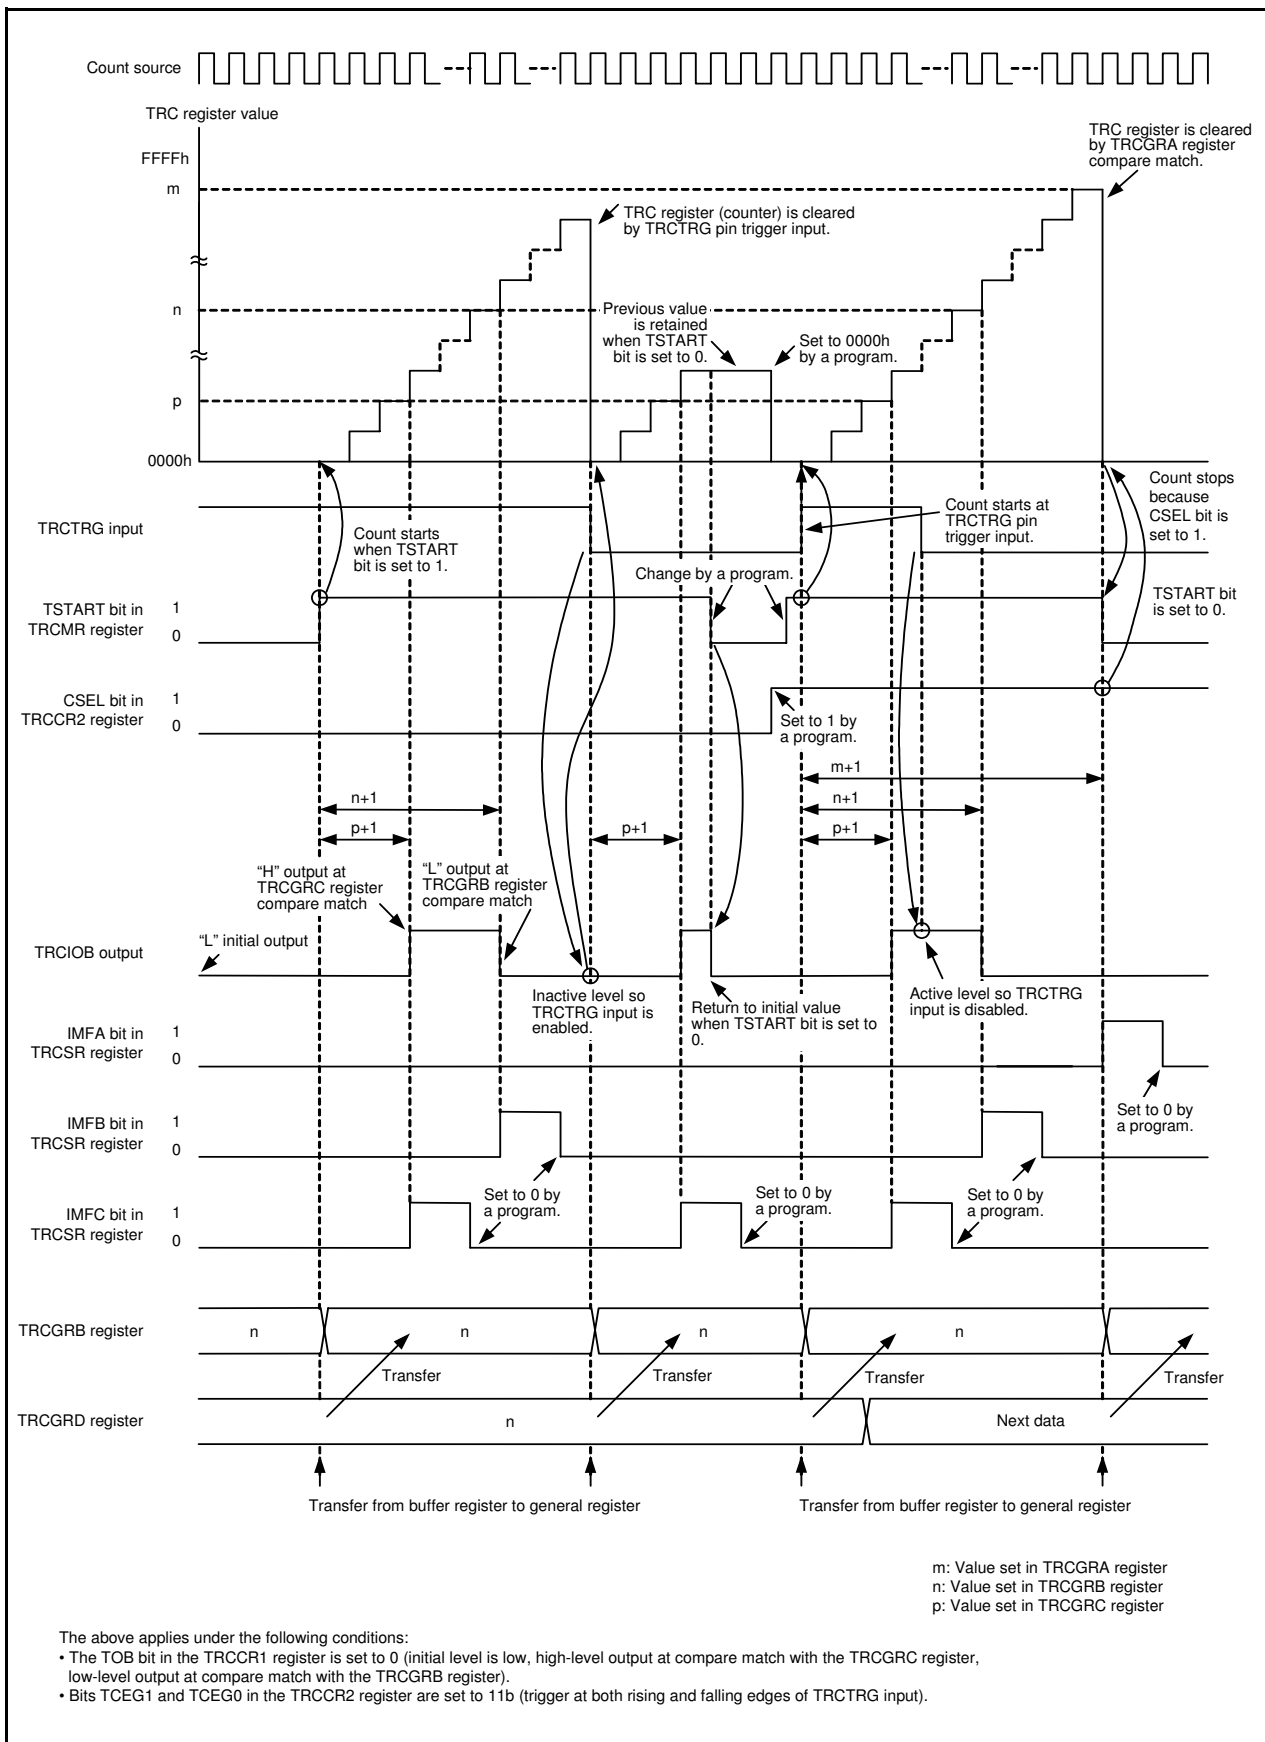 Count source
TRC register value
FFFFh
m
n
p
0000h
TRC register is cleared
by TRCGRA register
compare match.
TRC register (counter) is cleared
by TRCTRG pin trigger input.
Previous value
is retained
when TSTART
bit is set to 0.
Set to 0000h
by a program.
TRCTRG input
Count starts
when TSTART
bit is set to 1.
Count starts at
TRCTRG pin
trigger input.
Count stops
because
CSEL bit is
set to 1.
Change by a program.
TSTART bit in
TRCMR register
1
0
TSTART bit
is set to 0.
CSEL bit in
TRCCR2 register
1
0
Set to 1 by
a program.
m+1
n+1
n+1
p+1
p+1
p+1
“H” output at
TRCGRC register
compare match
“L” output at
TRCGRB register
compare match
“L” initial output
TRCIOB output
Inactive level so
TRCTRG input is
enabled.
Return to initial value
when TSTART bit is set to
0.
Active level so TRCTRG
input is disabled.
IMFA bit in
TRCSR register
1
0
Set to 0 by
a program.
IMFB bit in
TRCSR register
1
0
Set to 0 by
a program.
Set to 0 by
a program.
Set to 0 by
a program.
IMFC bit in
TRCSR register
1
0
TRCGRB register
n
n
n
n
Transfer
Transfer
Transfer
Transfer
TRCGRD register
n
Next data
Transfer from buffer register to general register
Transfer from buffer register to general register
m: Value set in TRCGRA register
n: Value set in TRCGRB register
p: Value set in TRCGRC register
The above applies under the following conditions:
• The TOB bit in the TRCCR1 register is set to 0 (initial level is low, high-level output at compare match with the TRCGRC register,
low-level output at compare match with the TRCGRB register).
• Bits TCEG1 and TCEG0 in the TRCCR2 register are set to 11b (trigger at both rising and falling edges of TRCTRG input).